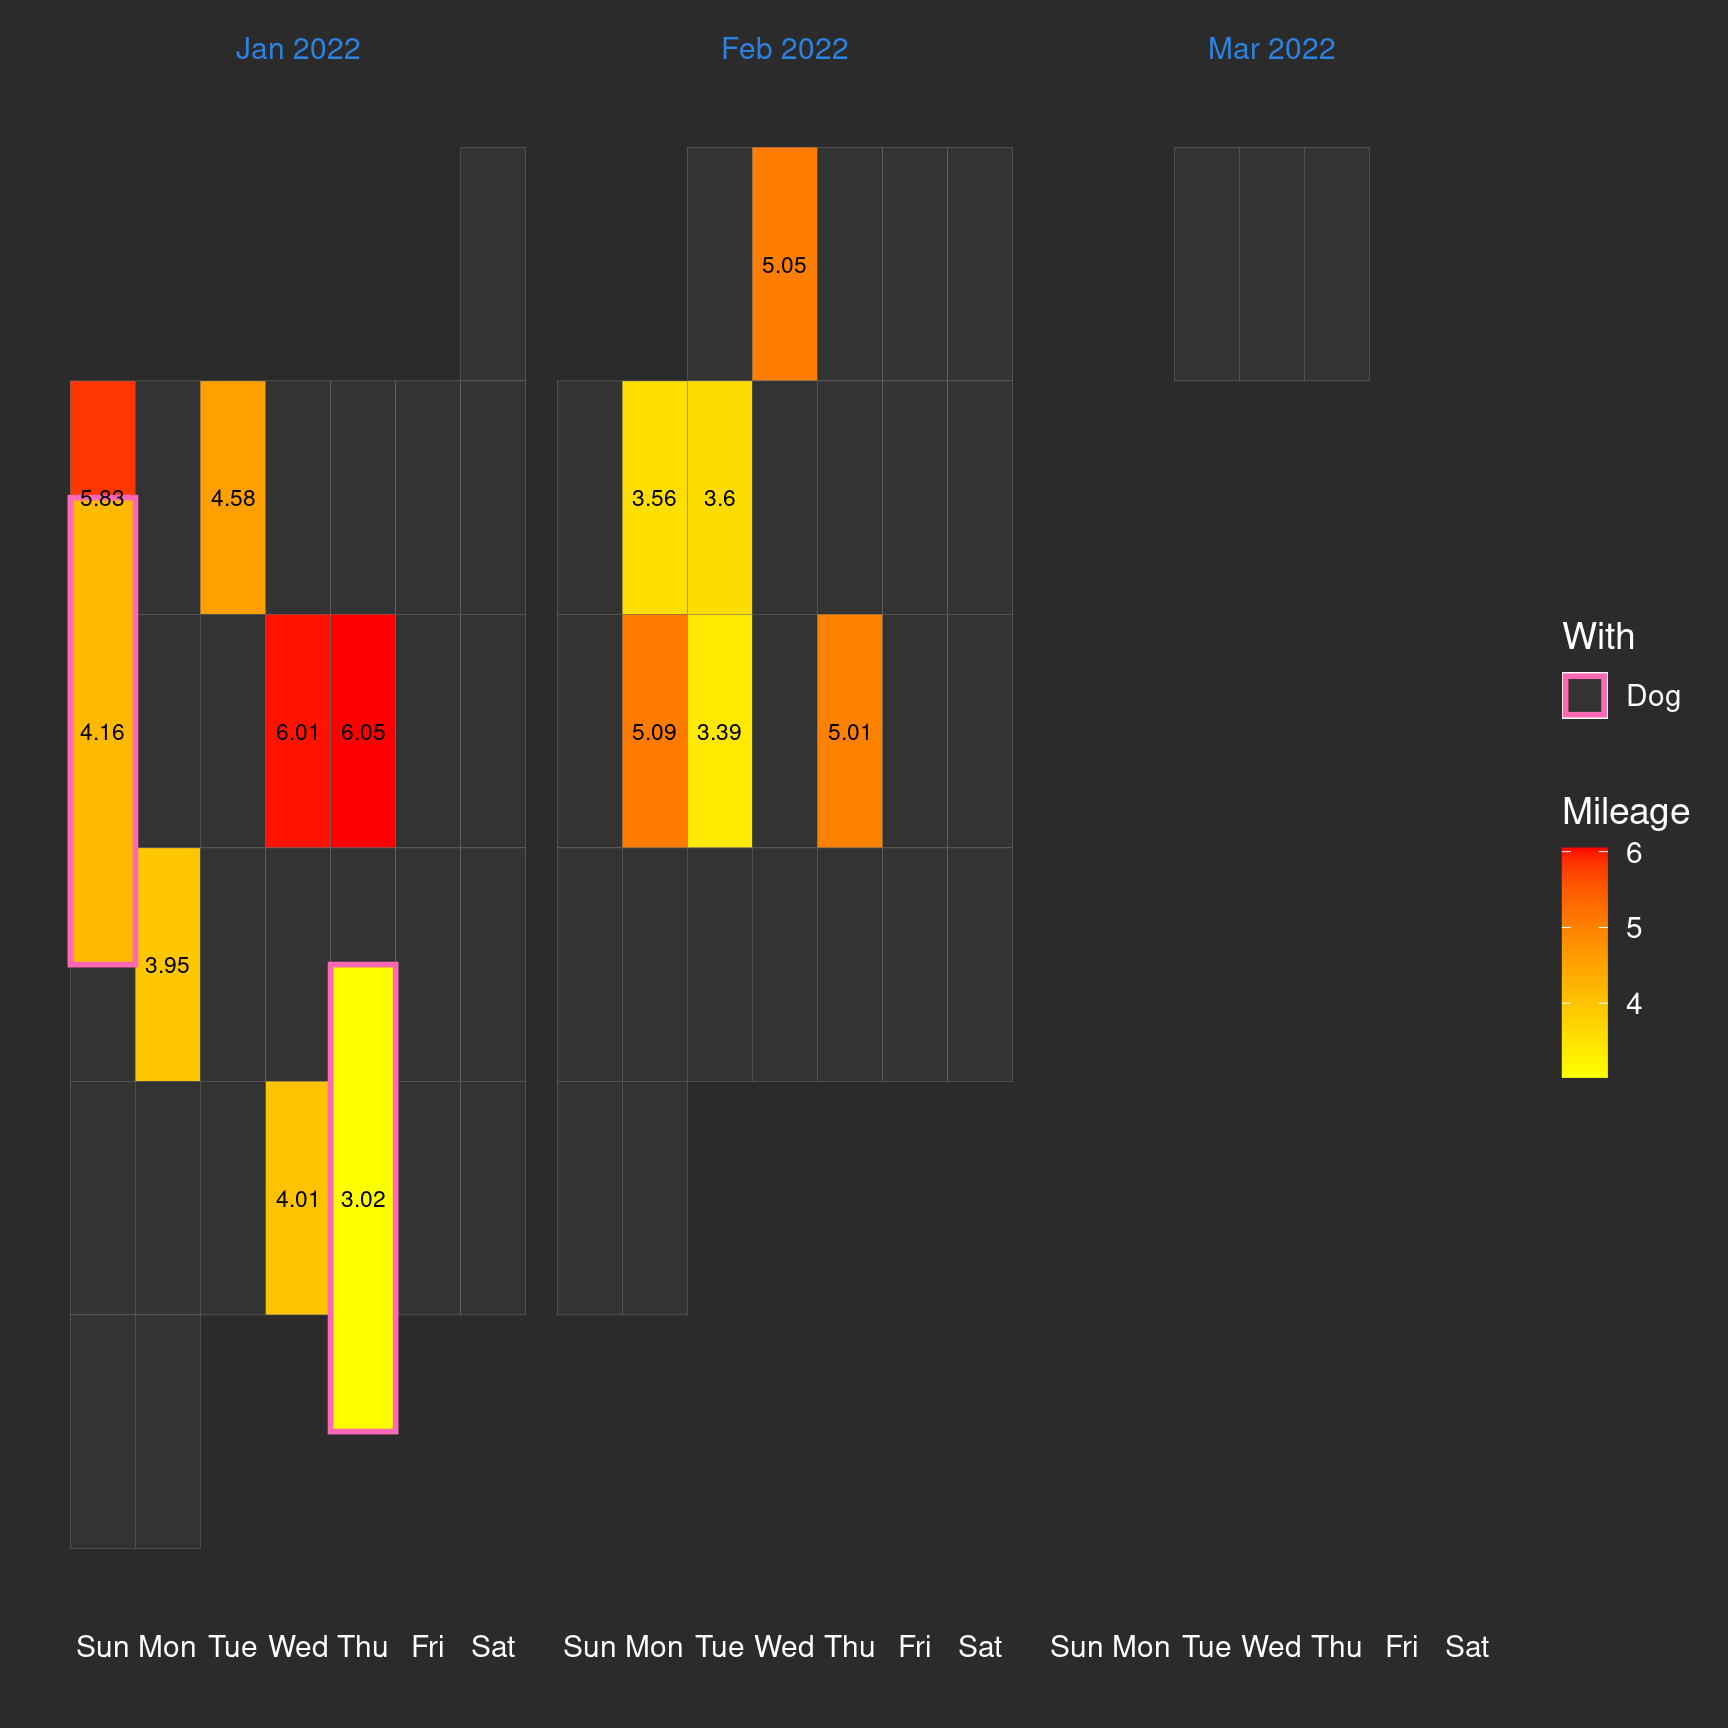 Jan 2022 Feb 2022 Mar 2022
5.05
5.83 4.58 3.56 3.6
With
Dog
4.16 6.01 6.05 5.09 3.39 5.01
Mileage
6
5
4
3.95
4.01 3.02
Sun Mon Tue Wed Thu Fri Sat Sun Mon Tue Wed Thu Fri Sat Sun Mon Tue Wed Thu Fri Sat